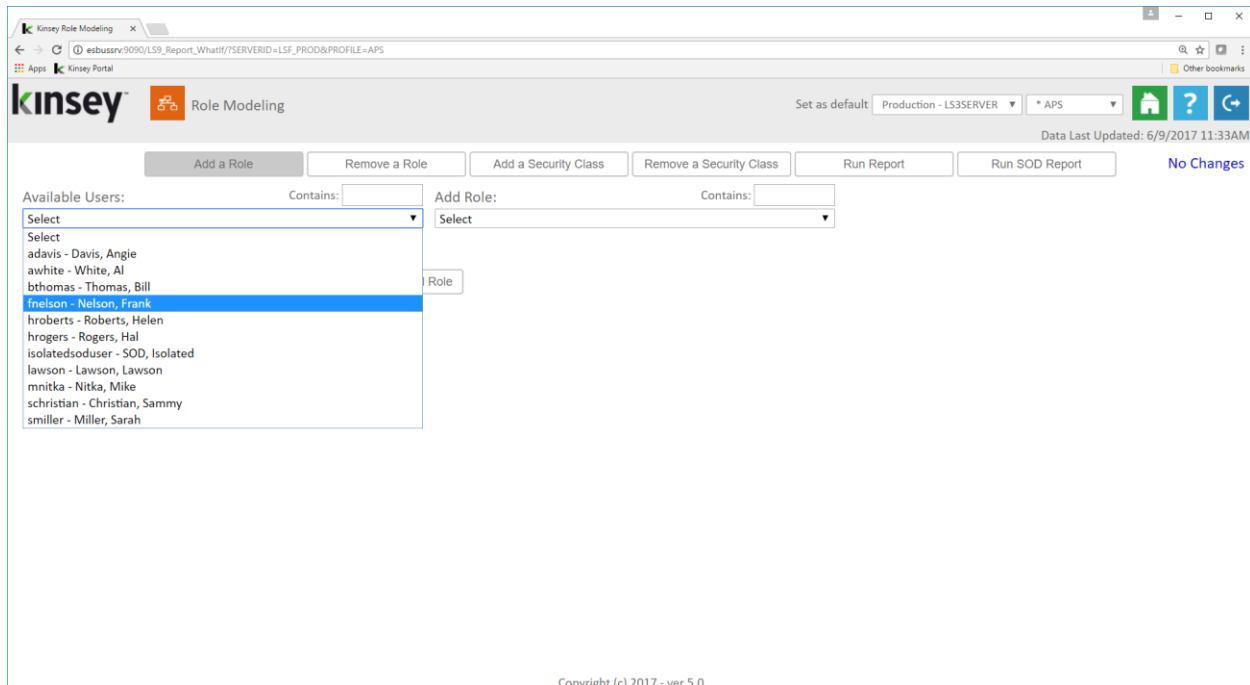 Kinsey Role Modeling
esbussrv:9090/LS9_Report_WhatIf/?SERVERID=LSF_PROD&PROFILE=APS
Apps Kinsey Portal Other bookmarks
kinsey Role Modeling Set as default Production - LS3SERVER * APS ?
Data Last Updated: 6/9/2017 11:33AM
Add a Role Remove a Role Add a Security Class Remove a Security Class Run Report Run SOD Report No Changes
Available Users: Contains: Add Role: Contains:
Select Select
Select
adavis - Davis, Angie
awhite - White, Al
bthomas - Thomas, Bill
Role
fnelson - Nelson, Frank
hroberts - Roberts, Helen
hrogers - Rogers, Hal
isolatedsoduser - SOD, Isolated
lawson - Lawson, Lawson
mnitka - Nitka, Mike
schristian - Christian, Sammy
smiller - Miller, Sarah
Copyright (c) 2017 - ver 5.0